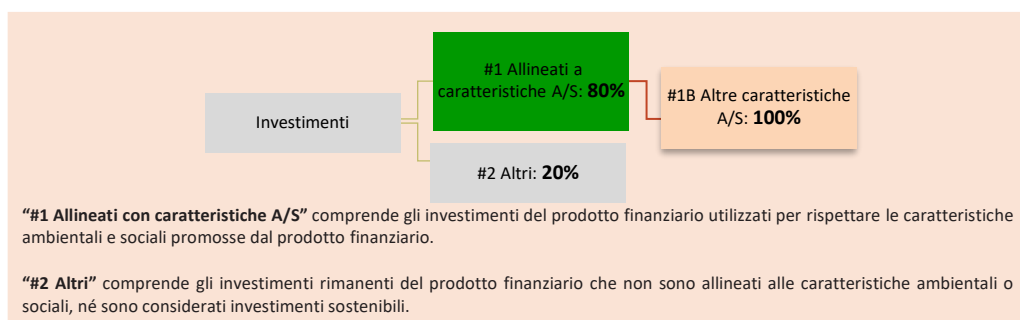 #1 Allineati a
caratteristiche A/S: 80%
#1B Altre caratteristiche
A/S: 100%
Investimenti
#2 Altri: 20%
“#1 Allineati con caratteristiche A/S” comprende gli investimenti del prodotto finanziario utilizzati per rispettare le caratteristiche
ambientali e sociali promosse dal prodotto finanziario.
“#2 Altri” comprende gli investimenti rimanenti del prodotto finanziario che non sono allineati alle caratteristiche ambientali o
sociali, né sono considerati investimenti sostenibili.